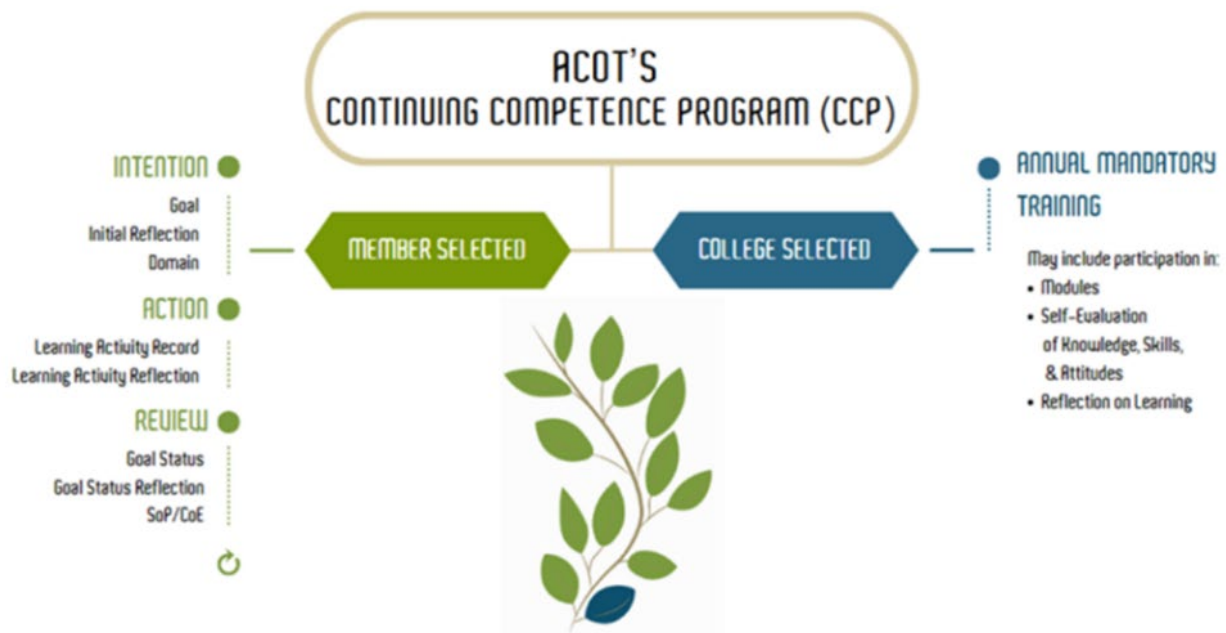 ACOT'S
CONTINUING COMPETENCE PROGRAM (CCP)
MEMBER SELECTED
INTENTION
Goal
Initial Reflection
Domain
ACTION
Learning Activity Record
Learning Activity Reflection
REVIEW
Goal Status
Goal Status Reflection
SoP/CoE
COLLEGE SELECTED
ANNUAL MANDATORY
TRAINING
May include participation in:
• Modules
• Self-Evaluation
of Knowledge, Skills,
& Attitudes
• Reflection on Learning